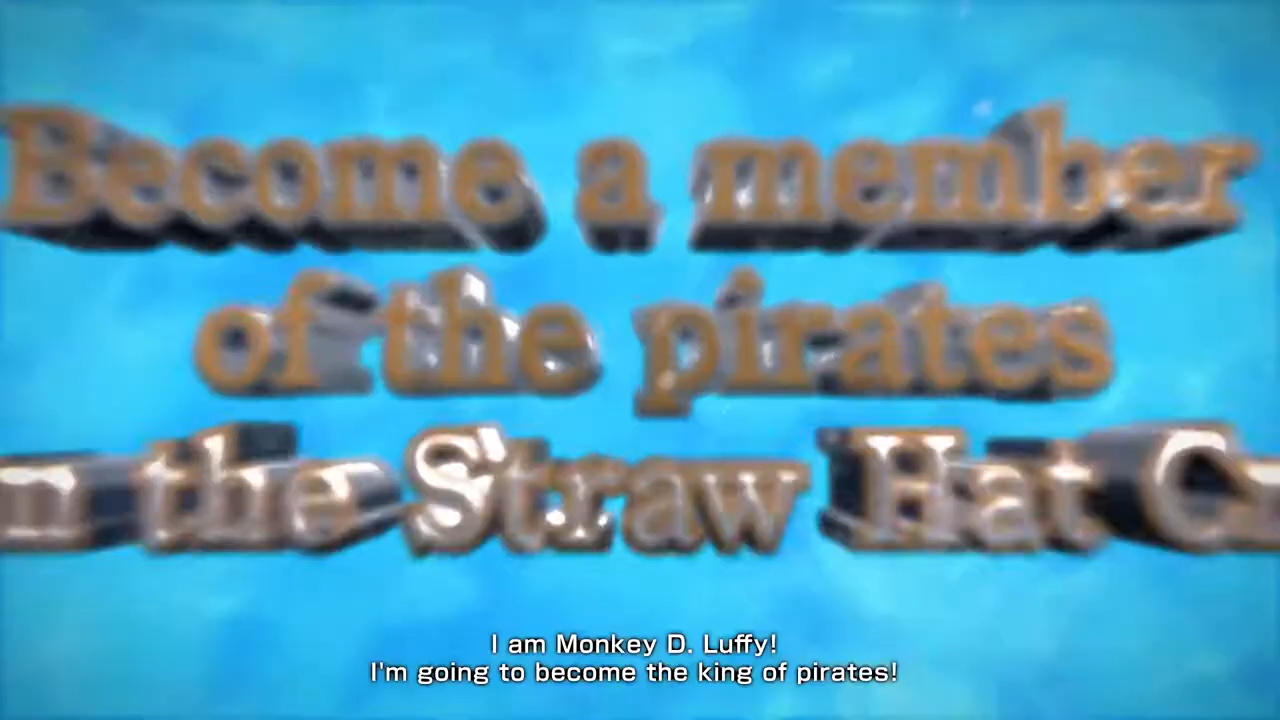 Become a member
of the pirates
the Straw Hat
I am Monkey D. Luffy!
I'm going to become the king of pirates!